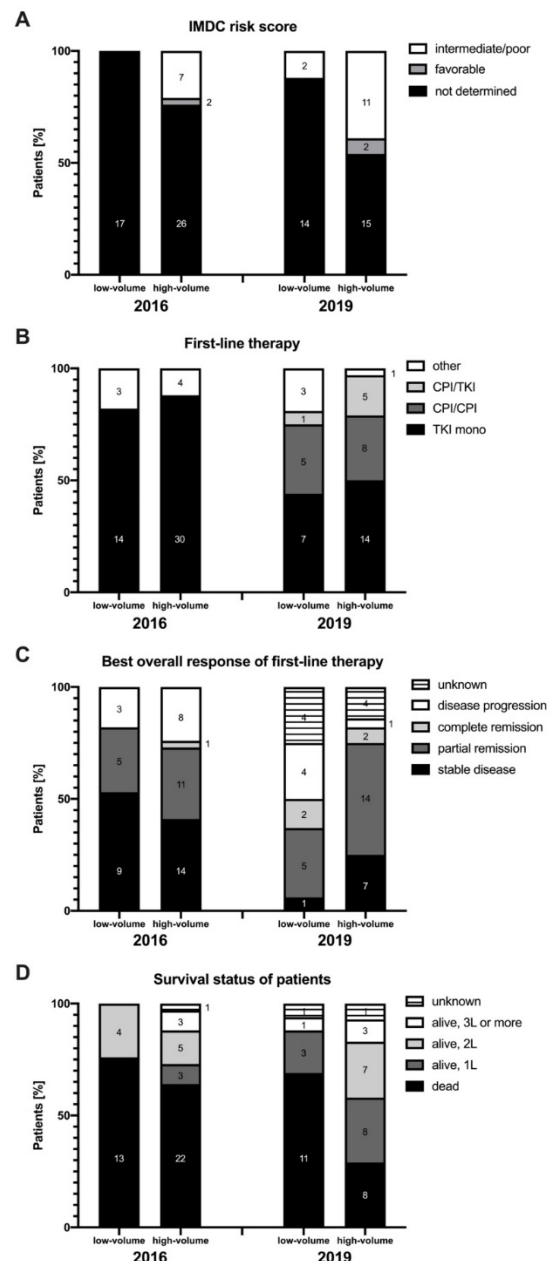 A
IMDC risk score
100
50
0
Patients [%]
17
7
2
26
2
14
11
2
15
intermediate/poor
favorable
not determined
low-volume high-volume low-volume high-volume
2016 2019
B
First-line therapy
100
50
0
Patients [%]
3
14
4
30
3
1
5
7
1
5
8
14
other
CPI/TKI
CPI/CPI
TKI mono
low-volume high-volume low-volume high-volume
2016 2019
C
Best overall response of first-line therapy
100
50
0
Patients [%]
3
5
9
8
1
11
14
4
4
2
5
1
4
1
2
14
7
unknown
disease progression
complete remission
partial remission
stable disease
low-volume high-volume low-volume high-volume
2016 2019
D
Survival status of patients
100
50
0
Patients [%]
4
13
1
3
5
3
22
1
1
3
11
1
3
7
8
8
unknown
alive, 3L or more
alive, 2L
alive, 1L
dead
low-volume high-volume low-volume high-volume
2016 2019